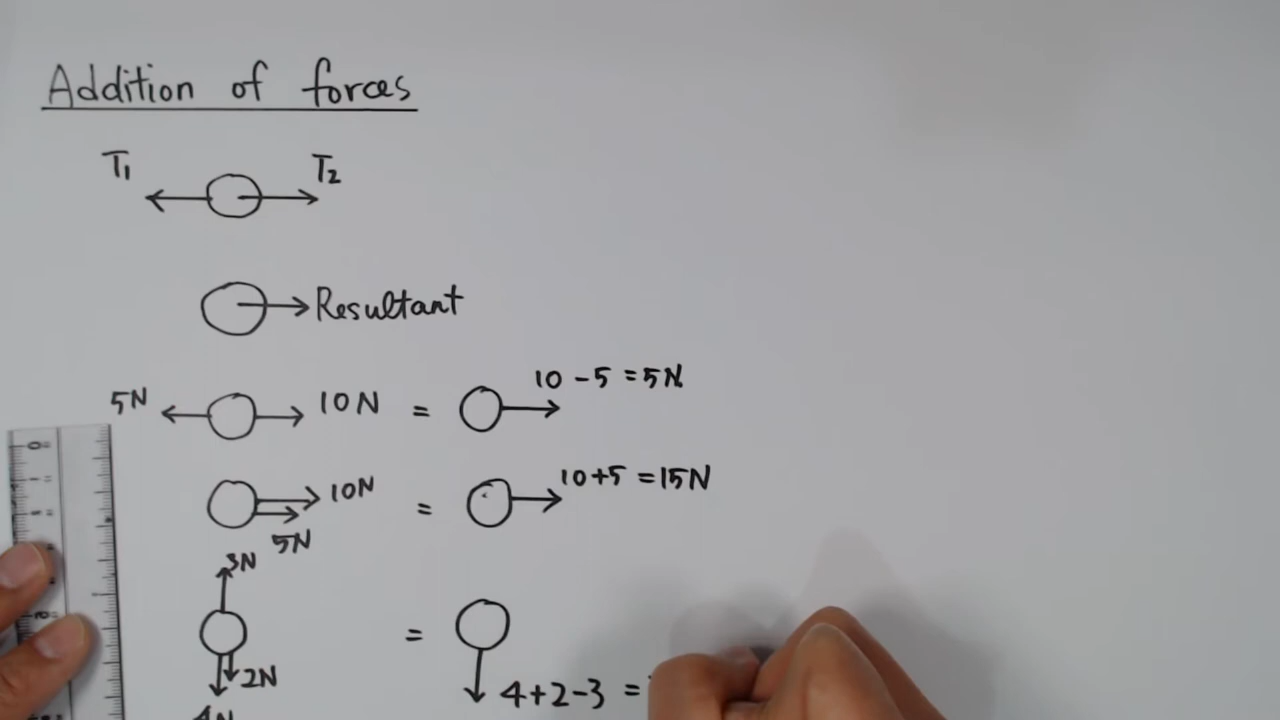 Addition of forces
T1 T2
Resultant
5N 10N = 10 - 5 = 5N
10N = 10+5 = 15N
5N
3N
=
2N 4+2-3 =
4N